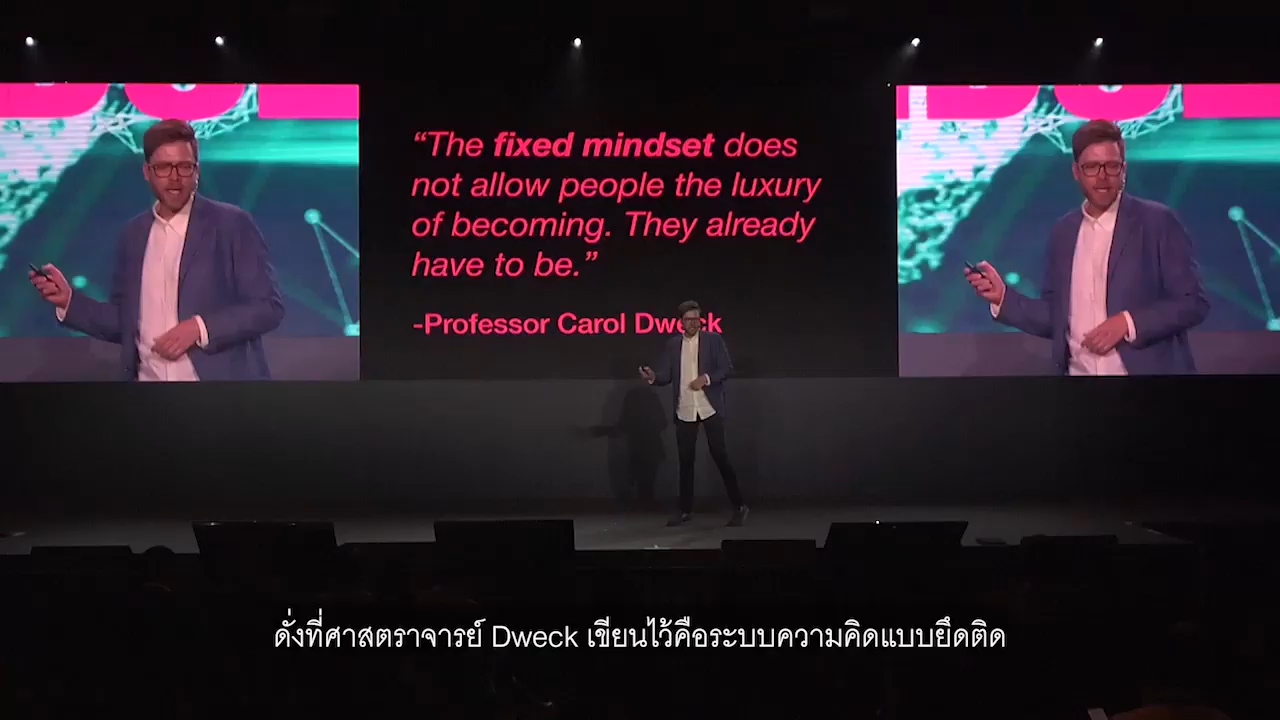 “The fixed mindset does
not allow people the luxury
of becoming. They already
have to be.”
-Professor Carol Dweck
ดั่งที่ศาสตราจารย์ Dweck เขียนไว้คือระบบความคิดแบบยึดติด